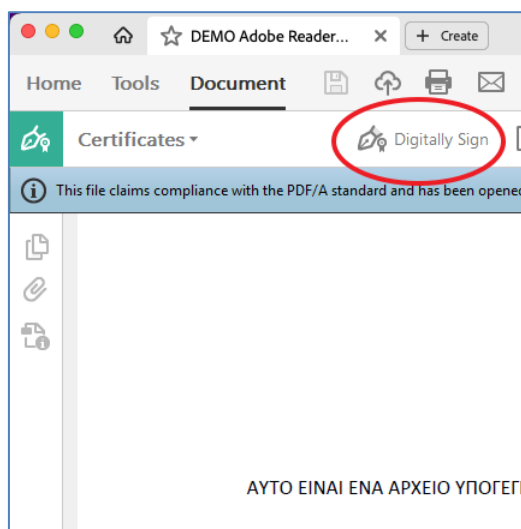 DEMO Adobe Reader...
+ Create
Home Tools Document
Certificates
Digitally Sign
This file claims compliance with the PDF/A standard and has been opened
ΑΥΤΟ ΕΙΝΑΙ ΕΝΑ ΑΡΧΕΙΟ